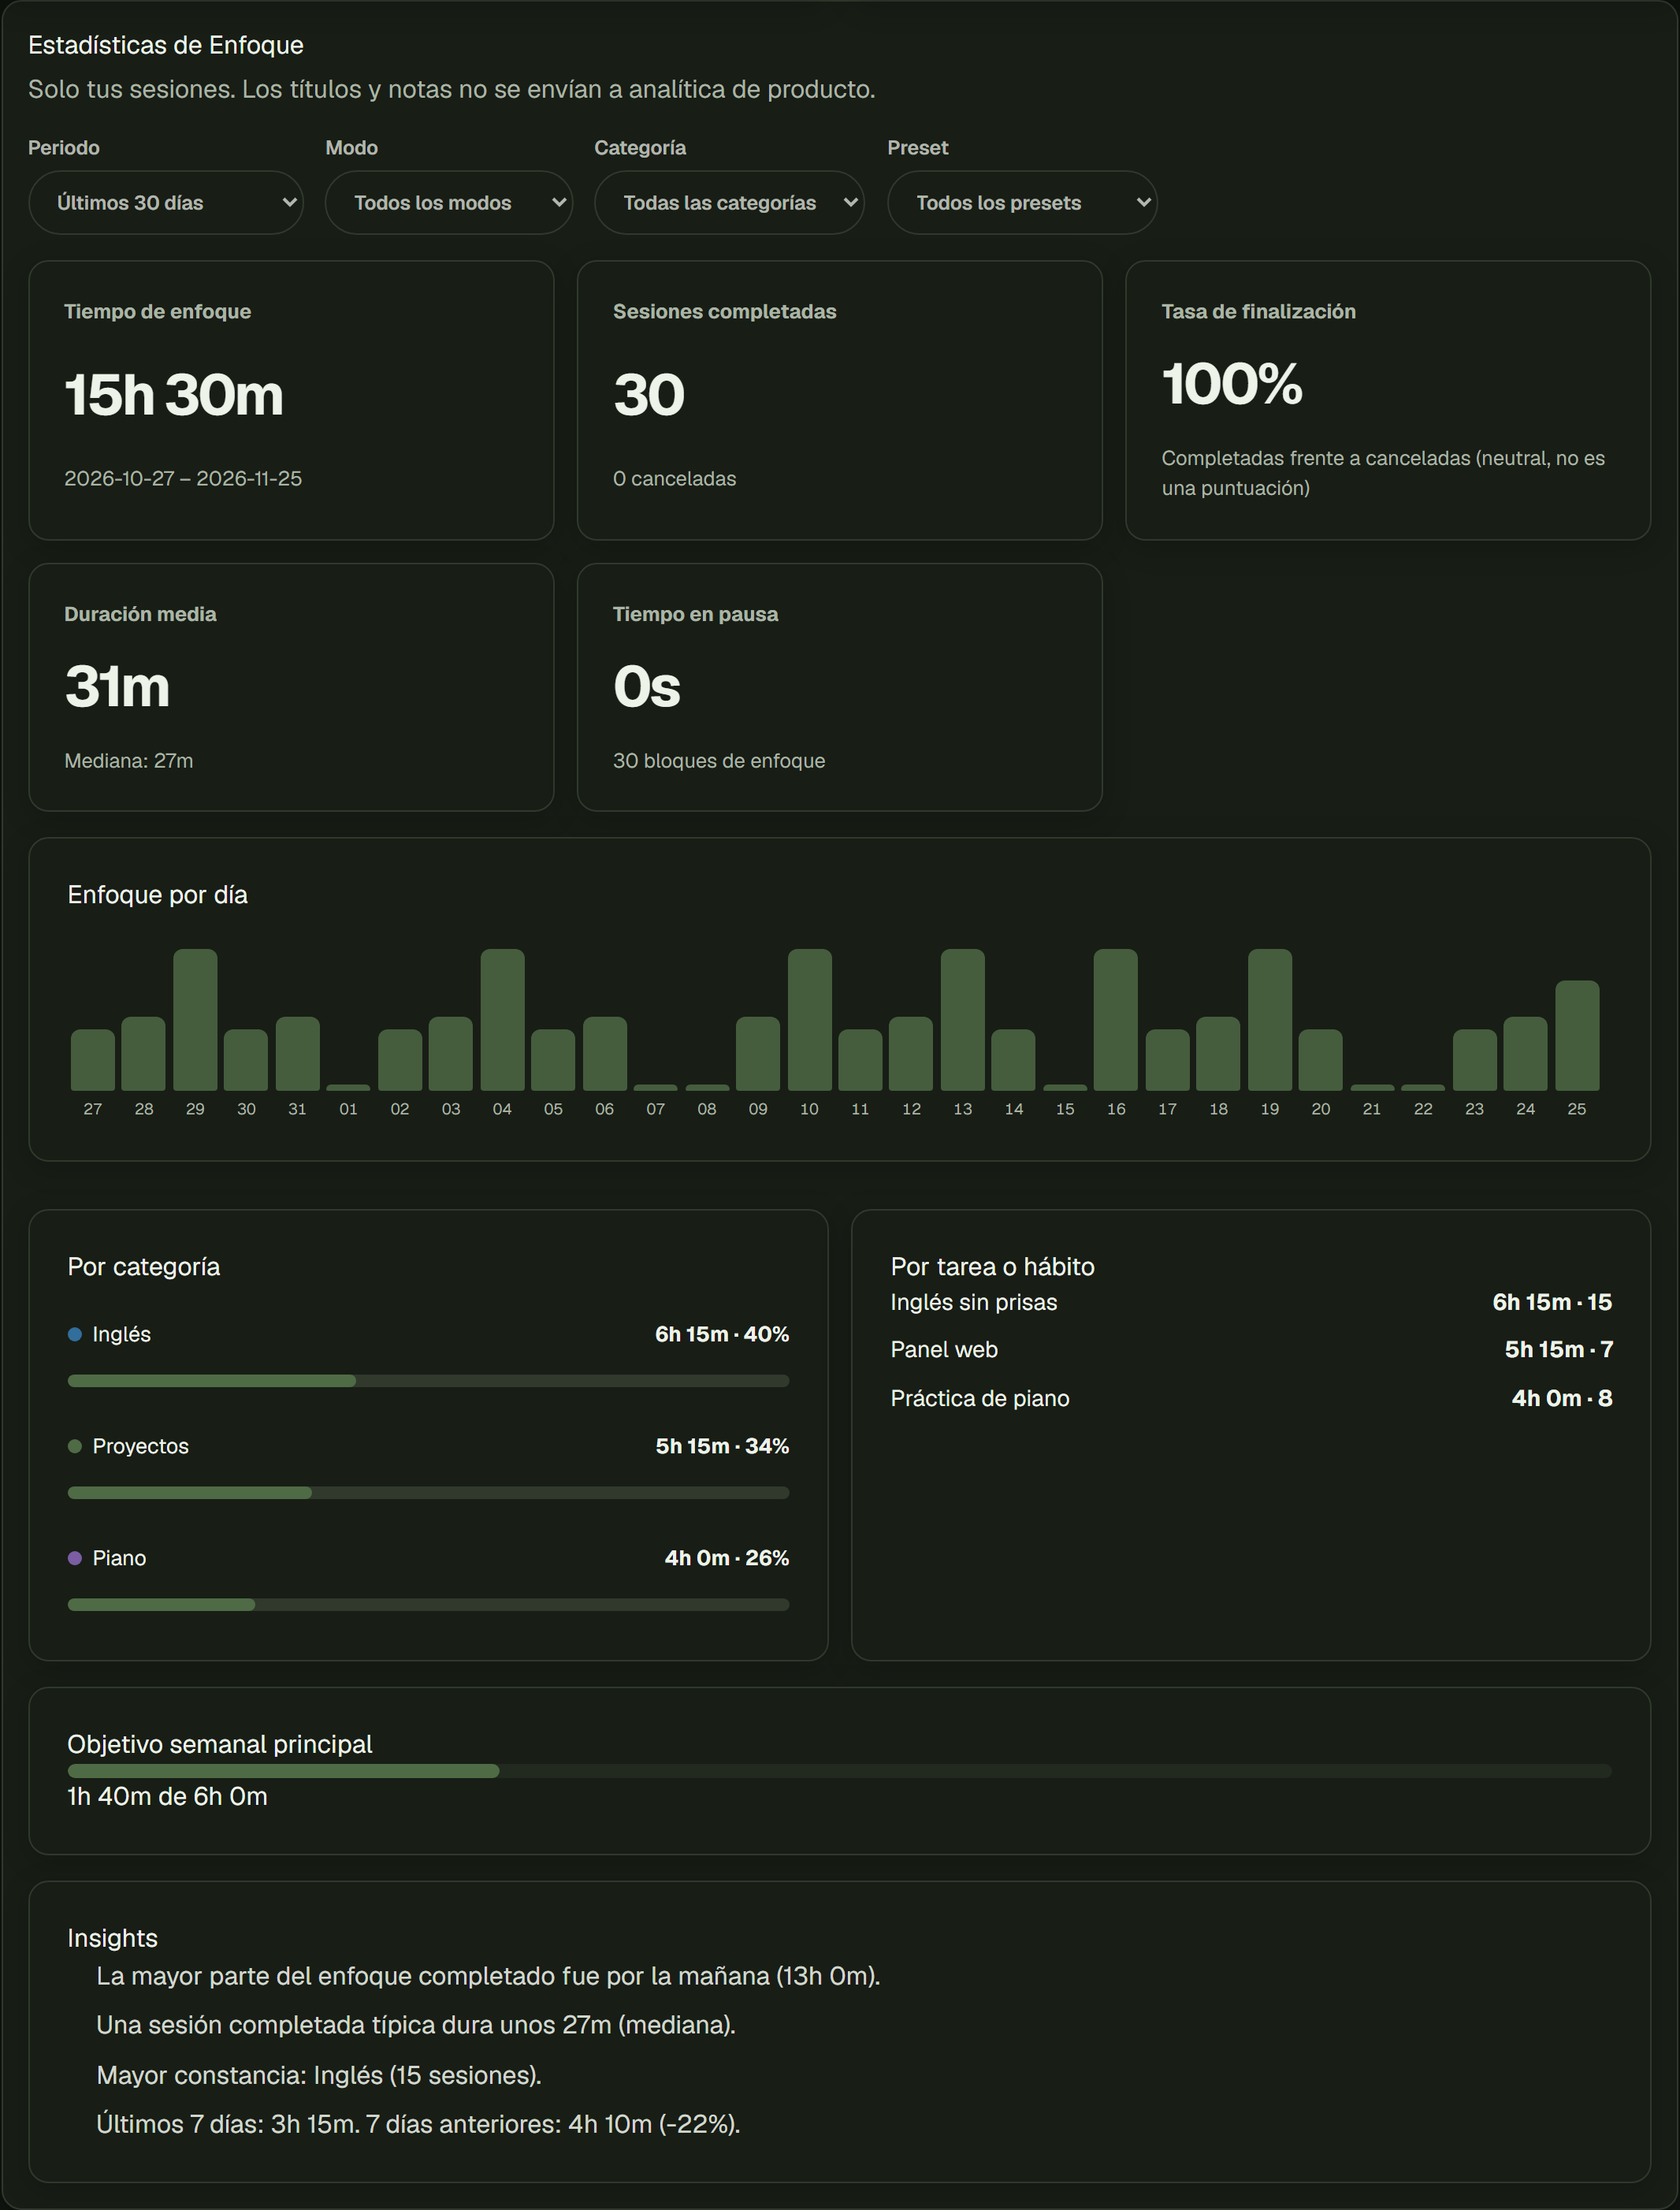 Estadísticas de Enfoque
Solo tus sesiones. Los títulos y notas no se envían a analítica de producto.
Periodo Modo Categoría Preset
Últimos 30 días Todos los modos Todas las categorías Todos los presets
Tiempo de enfoque
15h 30m
2026-10-27 – 2026-11-25
Sesiones completadas
30
0 canceladas
Tasa de finalización
100%
Completadas frente a canceladas (neutral, no es
una puntuación)
Duración media
31m
Mediana: 27m
Tiempo en pausa
0s
30 bloques de enfoque
Enfoque por día
27 28 29 30 31 01 02 03 04 05 06 07 08 09 10 11 12 13 14 15 16 17 18 19 20 21 22 23 24 25
Por categoría
Inglés 6h 15m · 40%
Proyectos 5h 15m · 34%
Piano 4h 0m · 26%
Por tarea o hábito
Inglés sin prisas 6h 15m · 15
Panel web 5h 15m · 7
Práctica de piano 4h 0m · 8
Objetivo semanal principal
1h 40m de 6h 0m
Insights
La mayor parte del enfoque completado fue por la mañana (13h 0m).
Una sesión completada típica dura unos 27m (mediana).
Mayor constancia: Inglés (15 sesiones).
Últimos 7 días: 3h 15m. 7 días anteriores: 4h 10m (-22%).